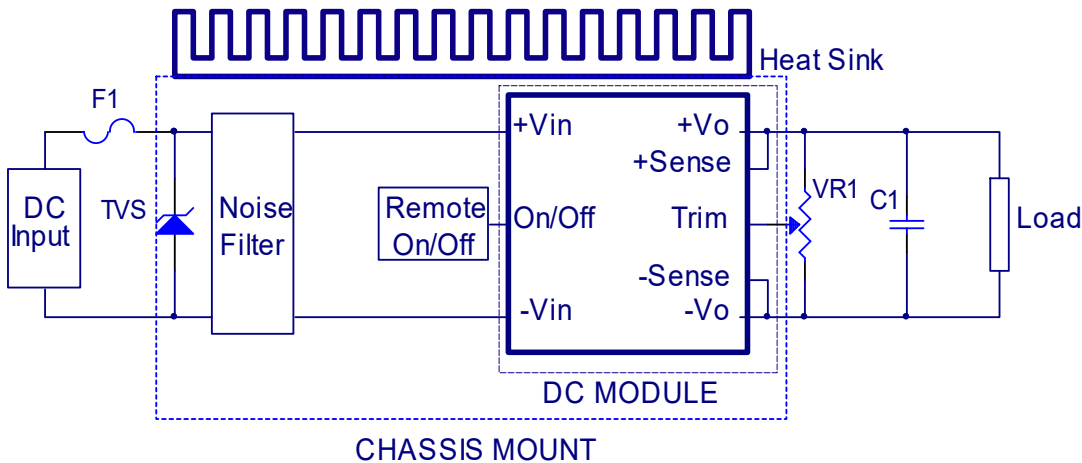 Heat Sink
F1
+Vin
+Vo
+Sense
DC
Input
TVS
Noise
Filter
Remote
On/Off
On/Off
Trim
VR1
C1
Load
-Sense
-Vin
-Vo
DC MODULE
CHASSIS MOUNT